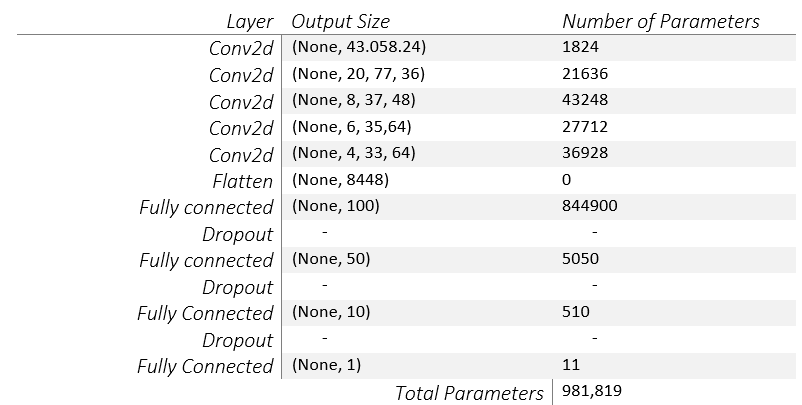 Layer Output Size Number of Parameters
Conv2d (None, 43.058.24) 1824
Conv2d (None, 20, 77, 36) 21636
Conv2d (None, 8, 37, 48) 43248
Conv2d (None, 6, 35,64) 27712
Conv2d (None, 4, 33, 64) 36928
Flatten (None, 8448) 0
Fully connected (None, 100) 844900
Dropout - -
Fully connected (None, 50) 5050
Dropout - -
Fully Connected (None, 10) 510
Dropout - -
Fully Connected (None, 1) 11
Total Parameters 981,819